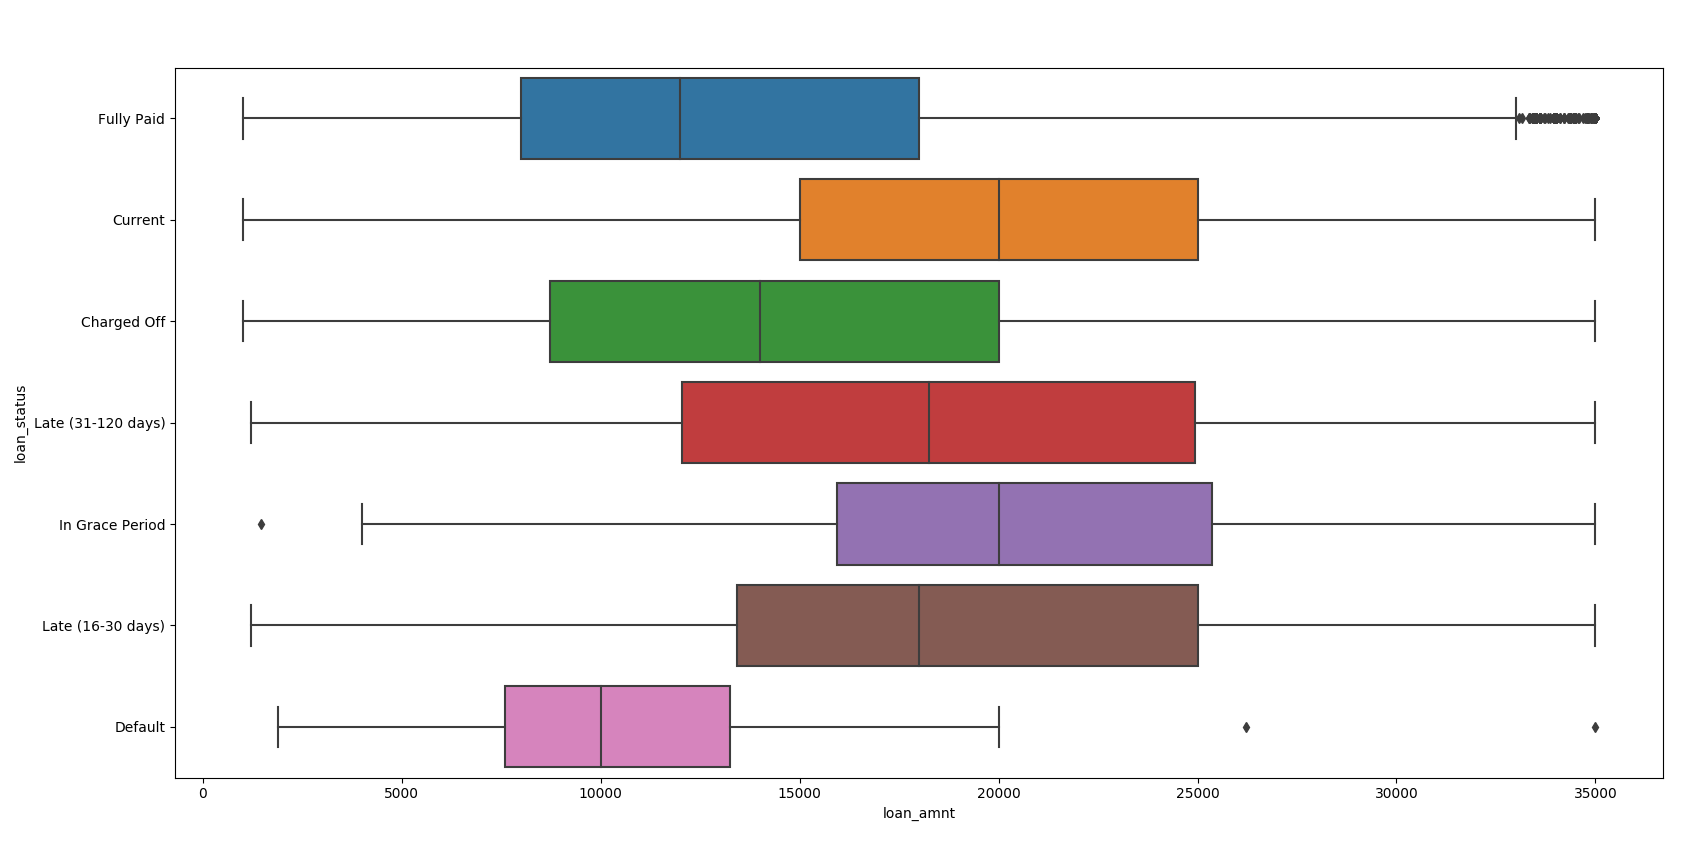 Fully Paid
Current
Charged Off
Late (31-120 days)
In Grace Period
Late (16-30 days)
Default
loan_status
0 5000 10000 15000 20000 25000 30000 35000
loan_amnt